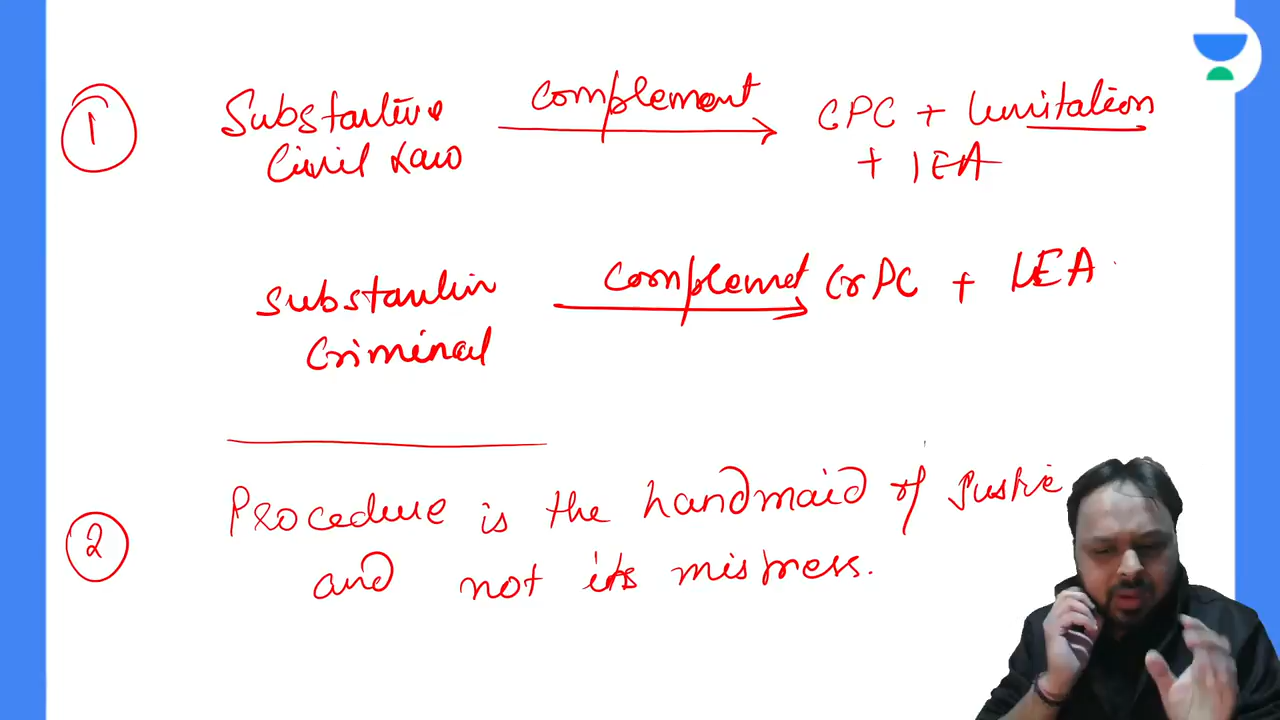 1
Substantive complement CPC + Limitation
Civil Law + IEA
Substantive complemet CrPC + IEA
Criminal
2
Procedure is the handmaid of Justice
and not its mistress.